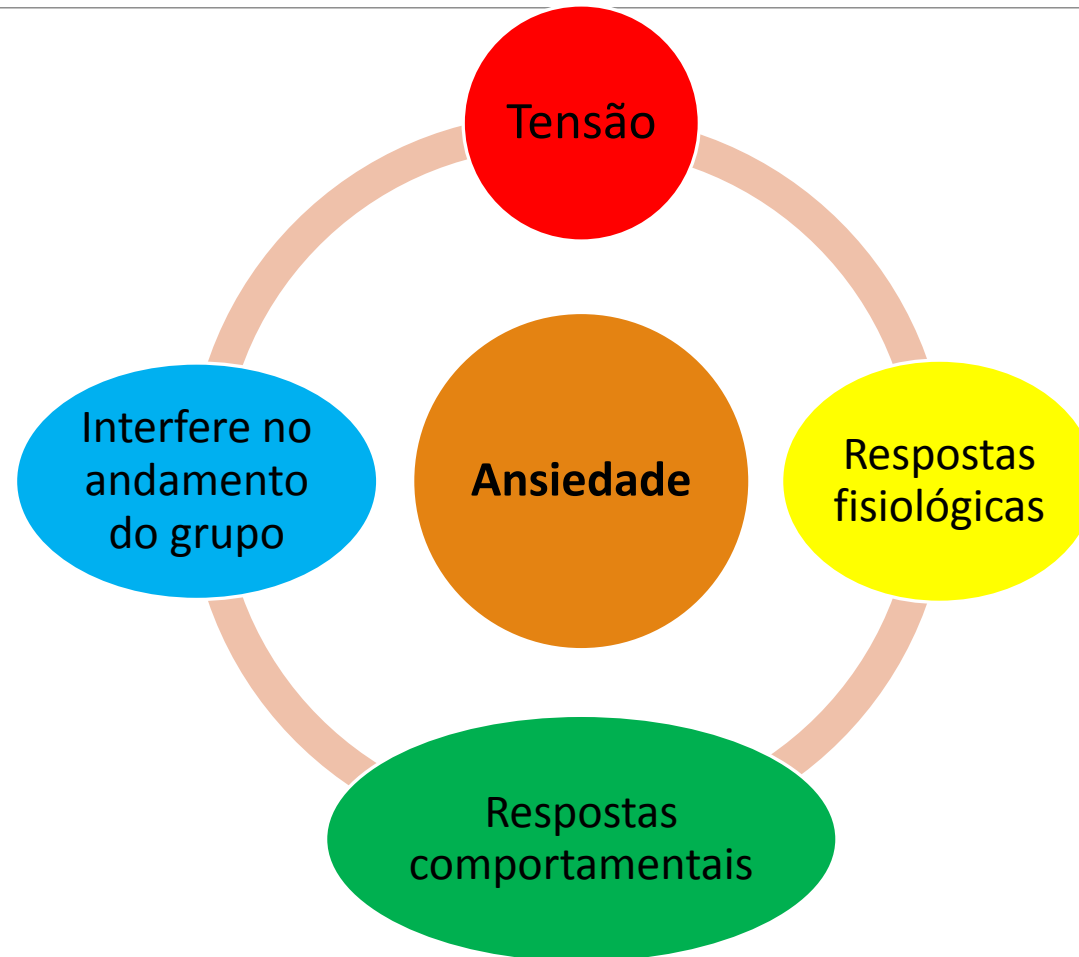 Tensão
Interfere no
andamento
do grupo
Ansiedade
Respostas
fisiológicas
Respostas
comportamentais